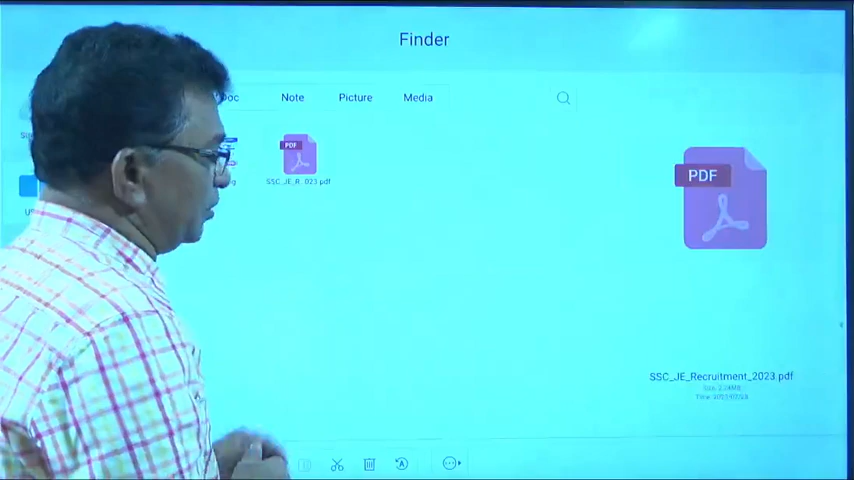 Finder
Doc
Note
Picture
Media
PDF
SSC_JE_R...023.pdf
PDF
SSC_JE_Recruitment_2023.pdf